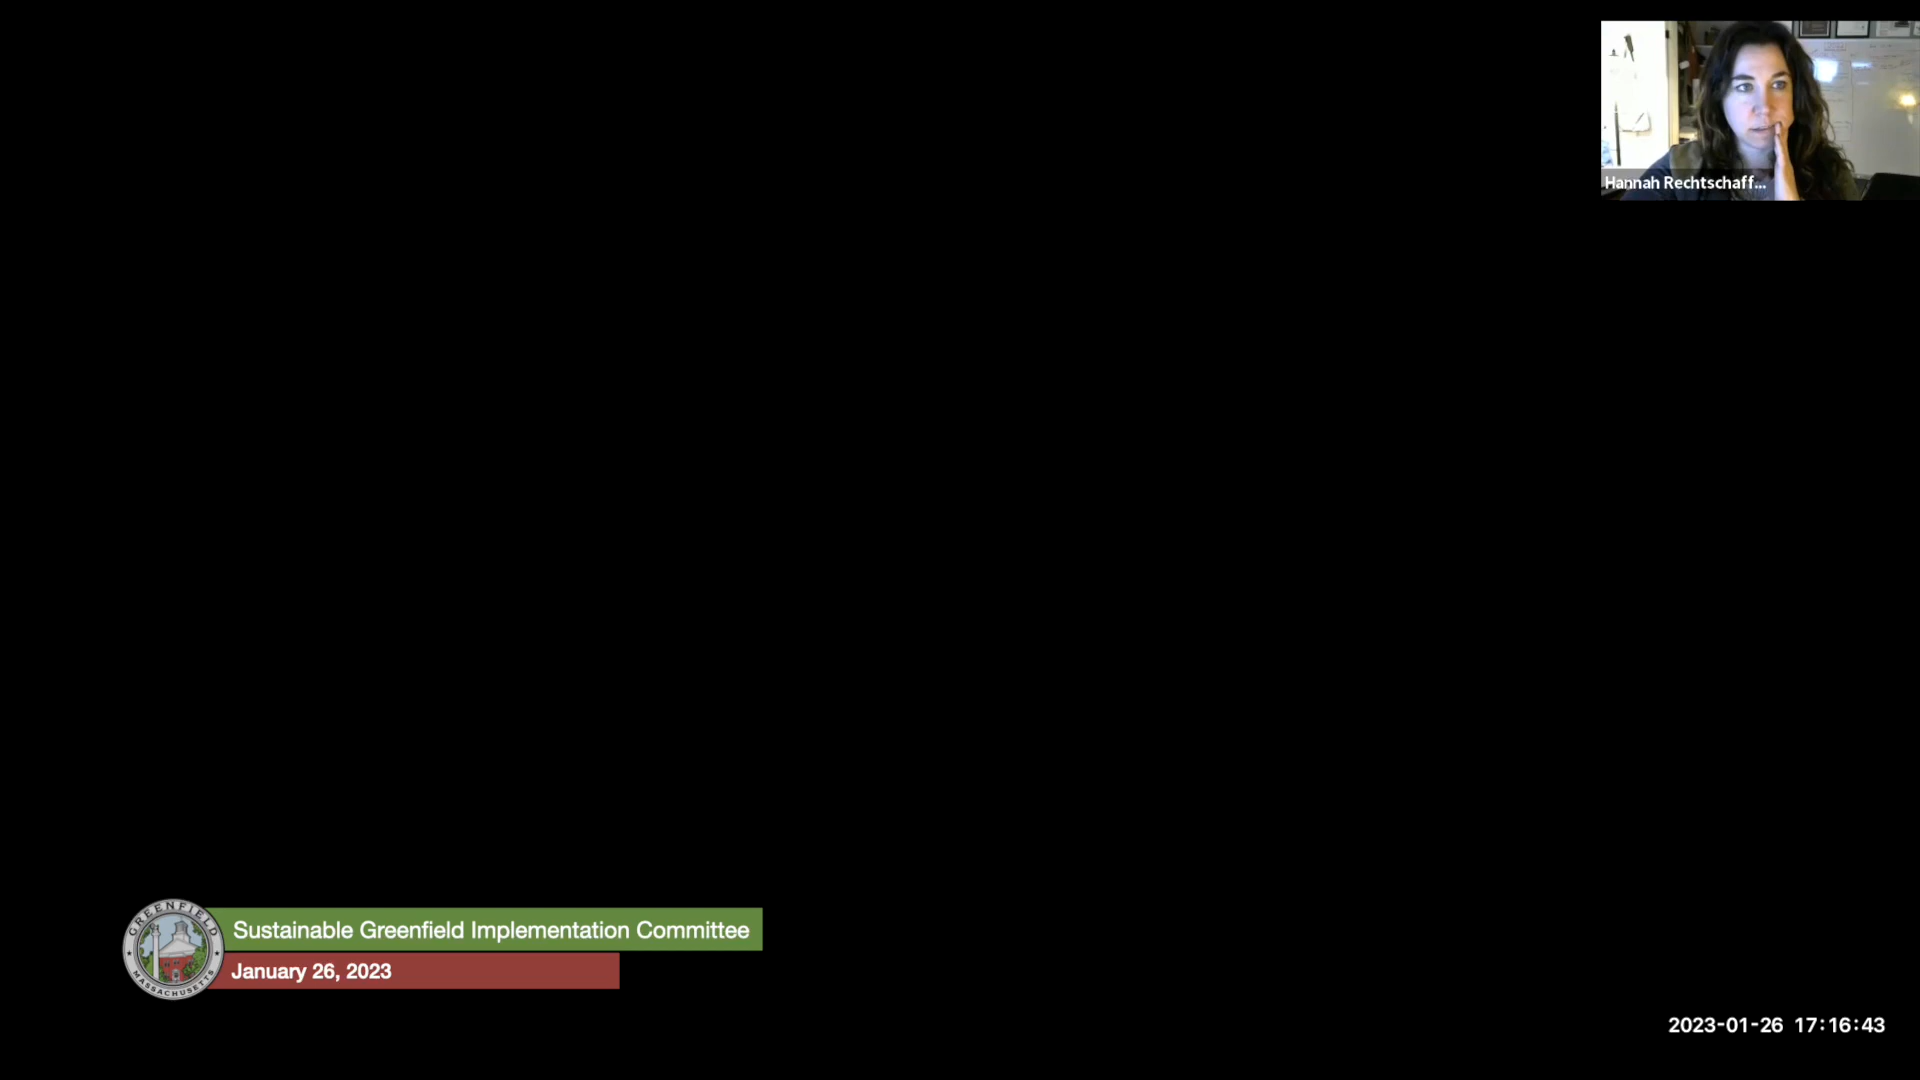 Hannah Rechtschaff...
GREENFIELD
MASSACHUSETTS
Sustainable Greenfield Implementation Committee
January 26, 2023
2023-01-26 17:16:43